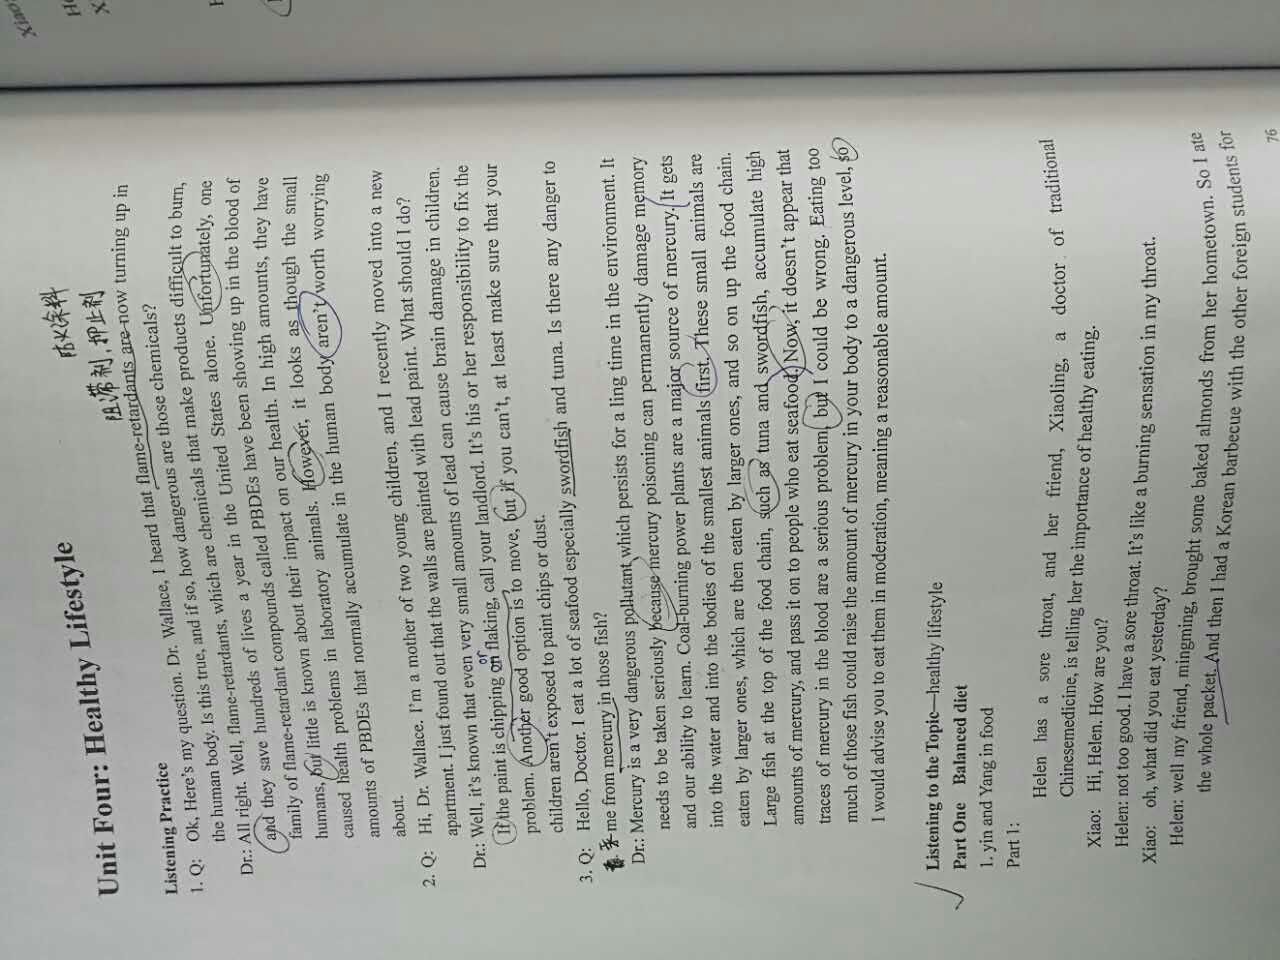 Unit Four: Healthy Lifestyle
防火涂料
阻滞剂,抑止剂
Listening Practice
1. Q: Ok, Here's my question. Dr. Wallace, I heard that flame-retardants are now turning up in
the human body. Is this true, and if so, how dangerous are those chemicals?
Dr.: All right. Well, flame-retardants, which are chemicals that make products difficult to burn,
and they save hundreds of lives a year in the United States alone. Unfortunately, one
family of flame-retardant compounds called PBDEs have been showing up in the blood of
humans, but little is known about their impact on our health. In high amounts, they have
caused health problems in laboratory animals. However, it looks as though the small
amounts of PBDEs that normally accumulate in the human body aren't worth worrying
about.
2. Q: Hi, Dr. Wallace. I'm a mother of two young children, and I recently moved into a new
apartment. I just found out that the walls are painted with lead paint. What should I do?
Dr.: Well, it's known that even very small amounts of lead can cause brain damage in children.
or
If the paint is chipping on flaking, call your landlord. It's his or her responsibility to fix the
problem. Another good option is to move, but if you can't, at least make sure that your
children aren't exposed to paint chips or dust.
3. Q: Hello, Doctor. I eat a lot of seafood especially swordfish and tuna. Is there any danger to
me from mercury in those fish?
Dr.: Mercury is a very dangerous pollutant, which persists for a ling time in the environment. It
needs to be taken seriously because mercury poisoning can permanently damage memory
and our ability to learn. Coal-burning power plants are a major source of mercury. It gets
into the water and into the bodies of the smallest animals first. These small animals are
eaten by larger ones, which are then eaten by larger ones, and so on up the food chain.
Large fish at the top of the food chain, such as tuna and swordfish, accumulate high
amounts of mercury, and pass it on to people who eat seafood. Now, it doesn't appear that
traces of mercury in the blood are a serious problem, but I could be wrong. Eating too
much of those fish could raise the amount of mercury in your body to a dangerous level, so
I would advise you to eat them in moderation, meaning a reasonable amount.
Listening to the Topic—healthy lifestyle
Part One Balanced diet
1. yin and Yang in food
Part 1:
Helen has a sore throat, and her friend, Xiaoling, a doctor of traditional
Chinesemedicine, is telling her the importance of healthy eating.
Xiao: Hi, Helen. How are you?
Helen: not too good. I have a sore throat. It's like a burning sensation in my throat.
Xiao: oh, what did you eat yesterday?
Helen: well my friend, mingming, brought some baked almonds from her hometown. So I ate
the whole packet. And then I had a Korean barbecue with the other foreign students for
76
Xiao: